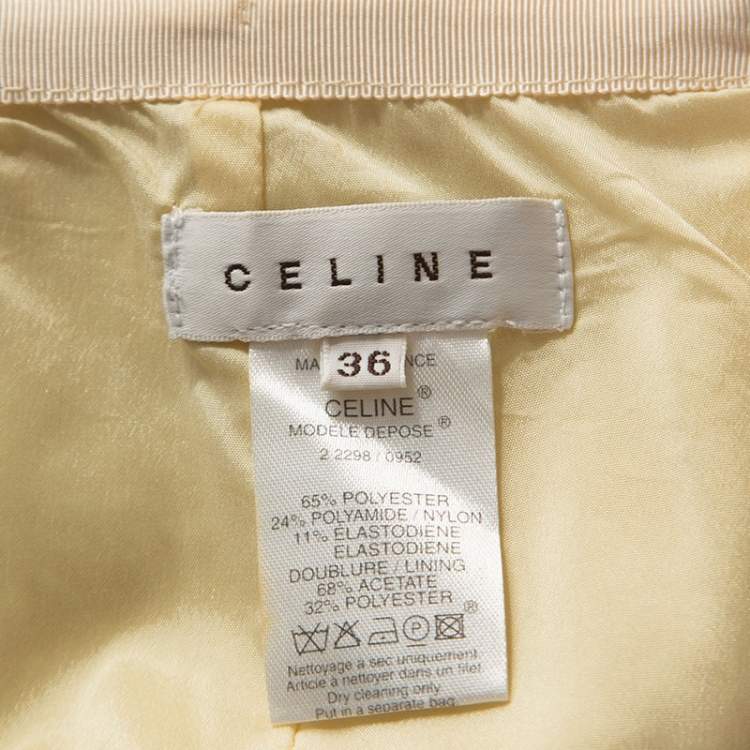 CELINE
36
CELINE®
MODELE DEPOSE®
2 2298 / 0952
65% POLYESTER
24% POLYAMIDE / NYLON
11% ELASTODIENE
ELASTODIENE
DOUBLURE / LINING
68% ACETATE
32% POLYESTER®
P
Nettoyage a sec uniquement
Article à nettoyer dans un filet
Dry cleaning only
Put in a separate bag